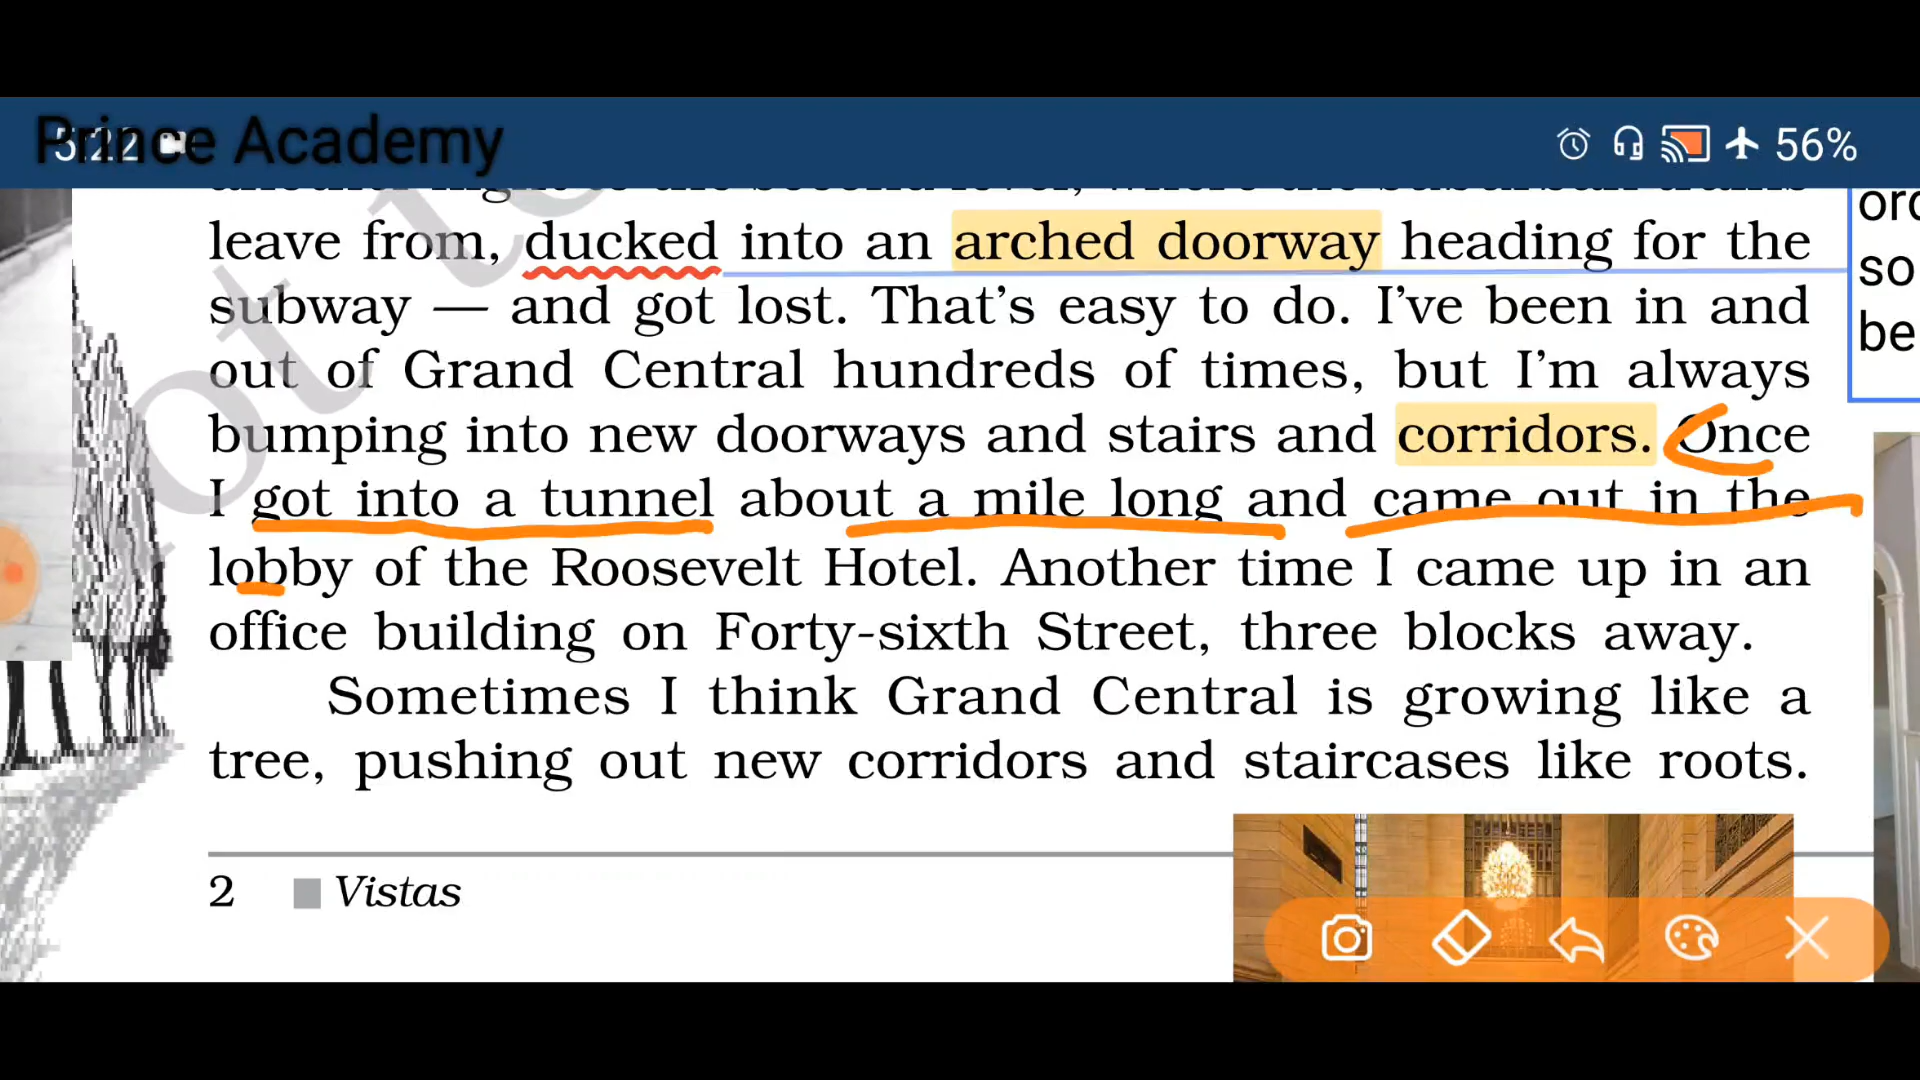 Prince Academy
5:22
56%
leave from, ducked into an arched doorway heading for the
subway — and got lost. That's easy to do. I've been in and
out of Grand Central hundreds of times, but I'm always
bumping into new doorways and stairs and corridors. Once
I got into a tunnel about a mile long and came out in the
lobby of the Roosevelt Hotel. Another time I came up in an
office building on Forty-sixth Street, three blocks away.
Sometimes I think Grand Central is growing like a
tree, pushing out new corridors and staircases like roots.
2 Vistas
so
be